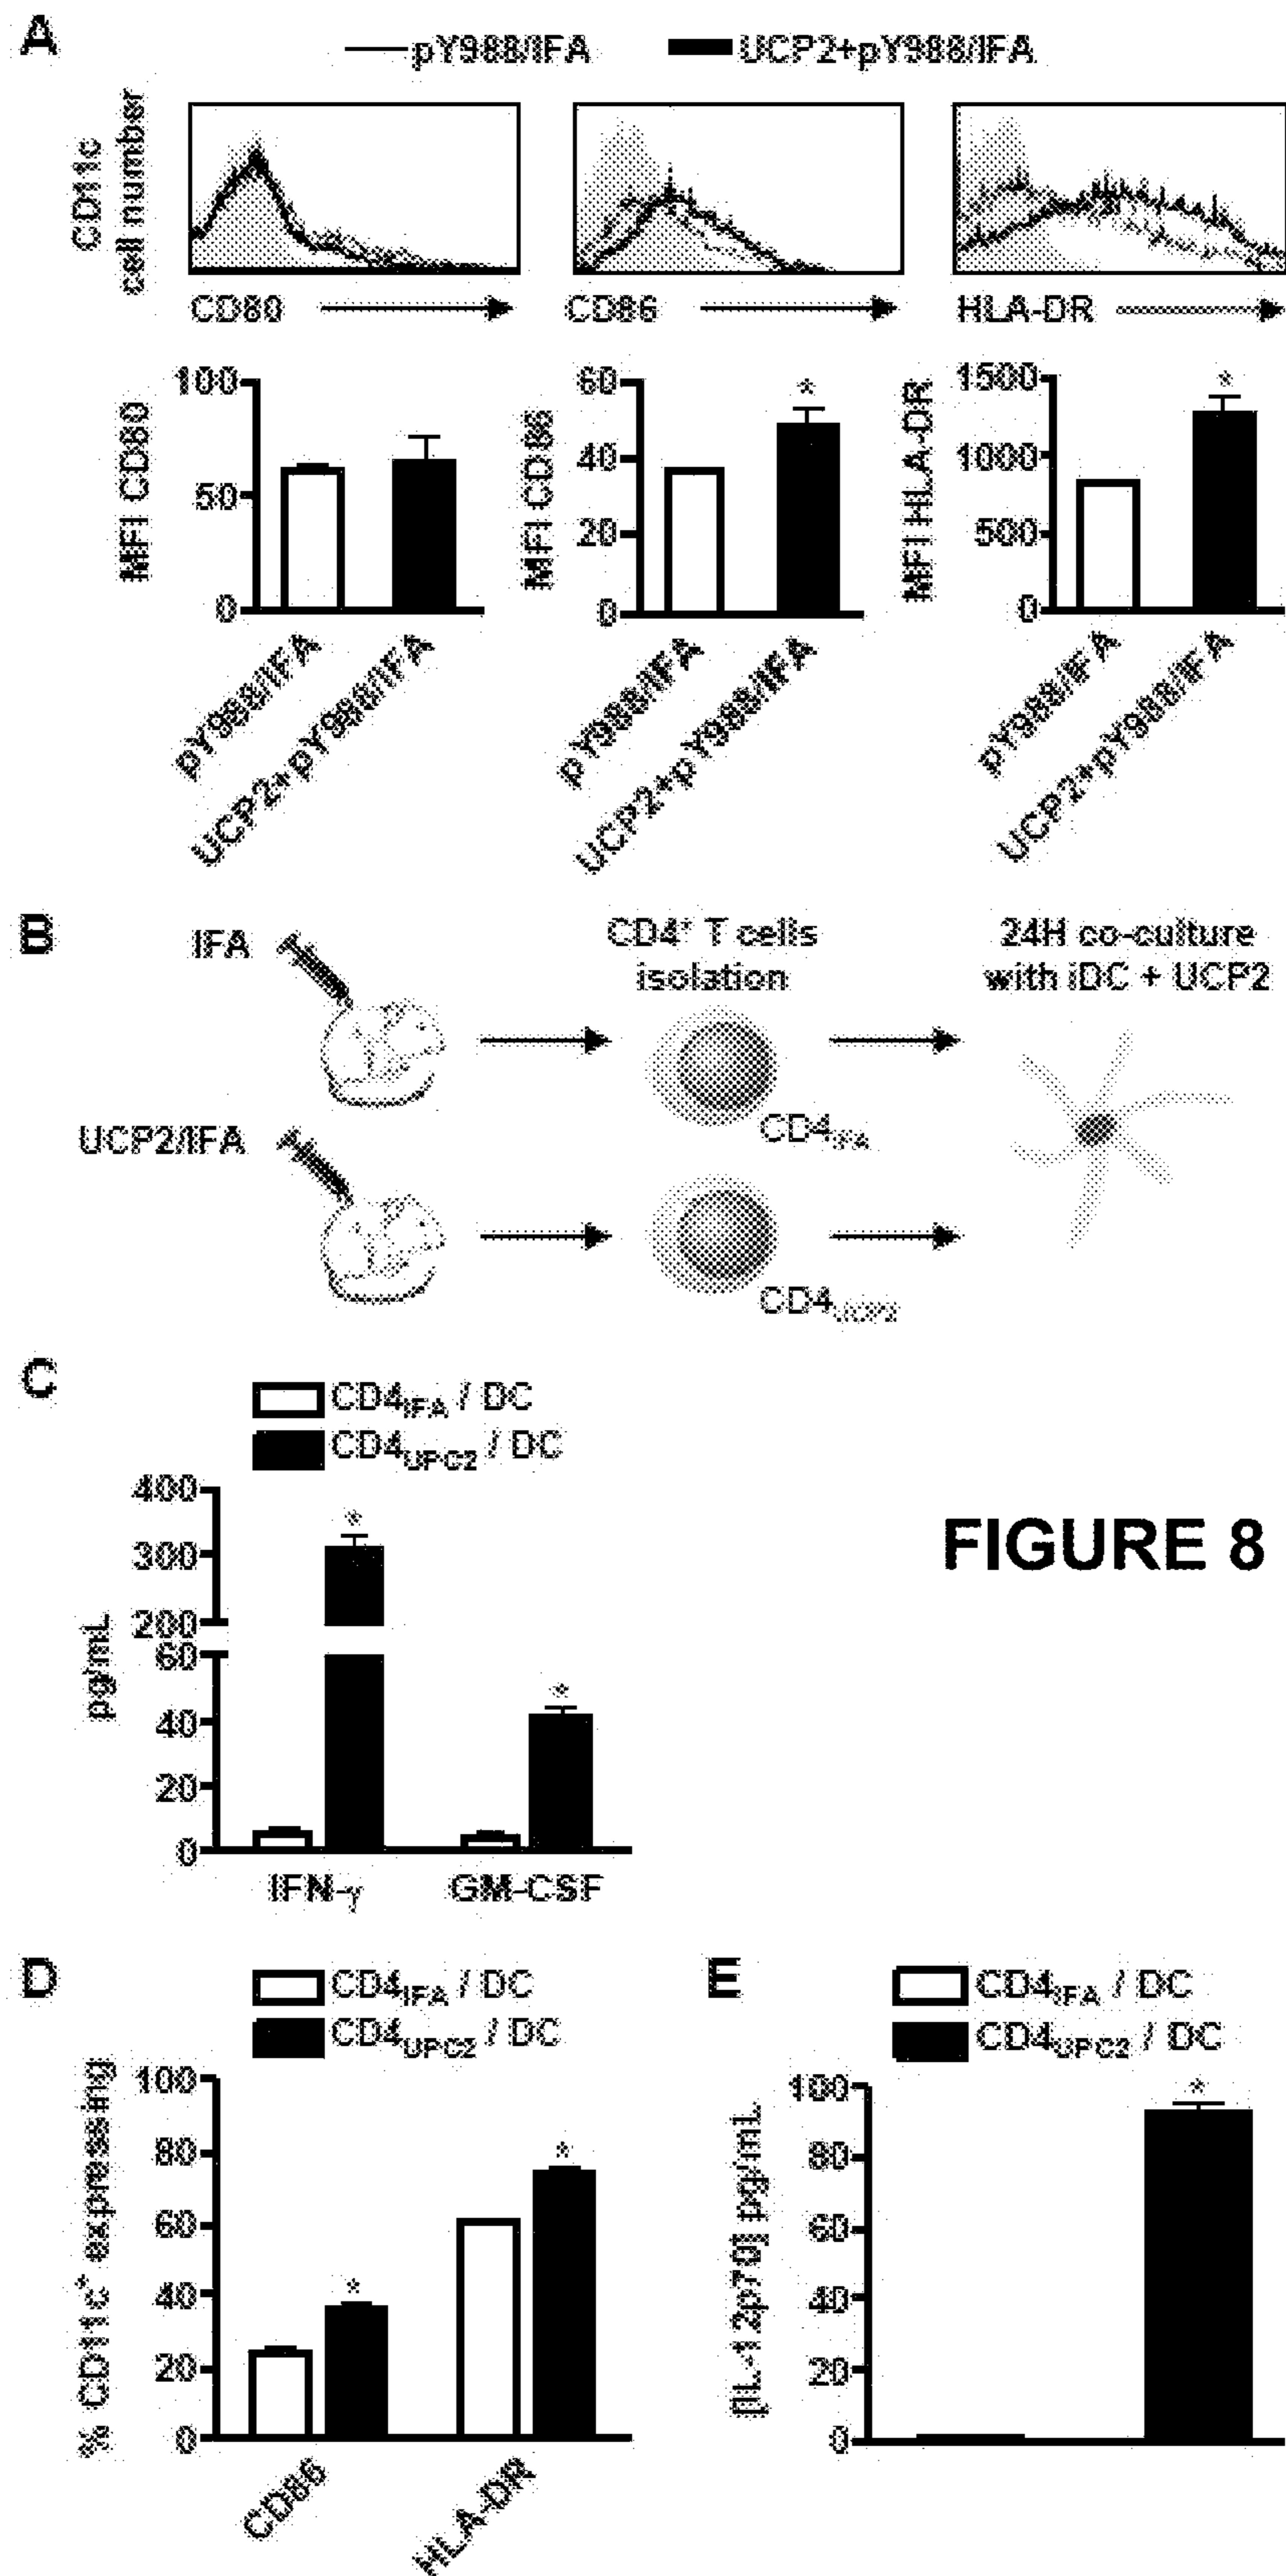 A
pY988/IFA UCP2+pY988/IFA
CD11c
cell number
CD80 CD86 HLA-DR
MFI CD80
100
50
0
pY988/IFA
UCP2+pY988/IFA
MFI CD86
60
40
20
0
*
pY988/IFA
UCP2+pY988/IFA
MFI HLA-DR
1500
1000
500
0
*
pY988/IFA
UCP2+pY988/IFA
B
IFA
CD4+ T cells
isolation
24H co-culture
with iDC + UCP2
CD4IFA
UCP2/IFA
CD4UCP2
C
CD4IFA / DC
CD4UPC2 / DC
pg/mL
400
300
200
60
40
20
0
* *
IFN-γ GM-CSF
FIGURE 8
D
CD4IFA / DC
CD4UPC2 / DC
% CD11c+ expressing
100
80
60
40
20
0
* *
CD86
HLA-DR
E
CD4IFA / DC
CD4UPC2 / DC
[IL-12p70] pg/mL
100
80
60
40
20
0
*